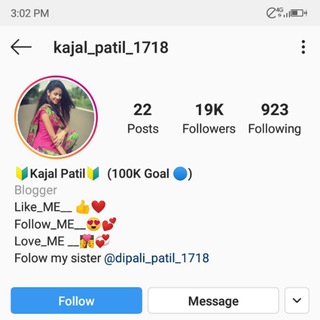 3:02 PM 4G
kajal_patil_1718
22 19K 923
Posts Followers Following
🔰Kajal Patil🔰 (100K Goal 🔵)
Blogger
Like_ME__ 👍❤️
Follow_ME__😍💕
Love_ME __💏💞
Folow my sister @dipali_patil_1718
Follow Message